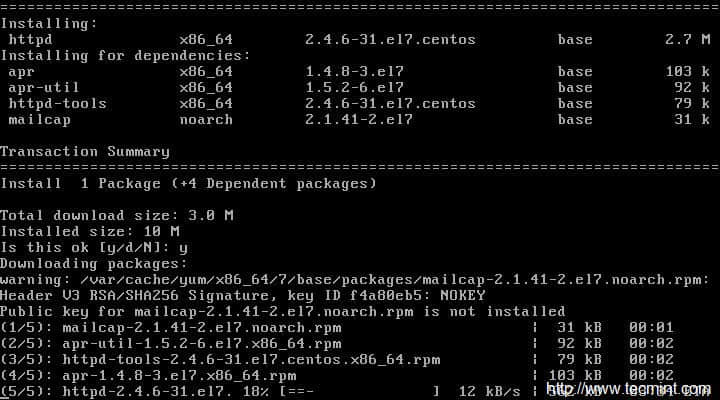 ================================================================================
Installing:
 httpd x86_64 2.4.6-31.el7.centos base 2.7 M
Installing for dependencies:
 apr x86_64 1.4.8-3.el7 base 103 k
 apr-util x86_64 1.5.2-6.el7 base 92 k
 httpd-tools x86_64 2.4.6-31.el7.centos base 79 k
 mailcap noarch 2.1.41-2.el7 base 31 k
Transaction Summary
================================================================================
Install  1 Package (+4 Dependent packages)
Total download size: 3.0 M
Installed size: 10 M
Is this ok [y/d/N]: y
Downloading packages:
warning: /var/cache/yum/x86_64/7/base/packages/mailcap-2.1.41-2.el7.noarch.rpm:
Header V3 RSA/SHA256 Signature, key ID f4a80eb5: NOKEY
Public key for mailcap-2.1.41-2.el7.noarch.rpm is not installed
(1/5): mailcap-2.1.41-2.el7.noarch.rpm | 31 kB 00:01
(2/5): apr-util-1.5.2-6.el7.x86_64.rpm | 92 kB 00:02
(3/5): httpd-tools-2.4.6-31.el7.centos.x86_64.rpm | 79 kB 00:02
(4/5): apr-1.4.8-3.el7.x86_64.rpm | 103 kB 00:02
(5/5): httpd-2.4.6-31.el7. 18% [==- ] 12 kB/s |
http://www.tecmint.com